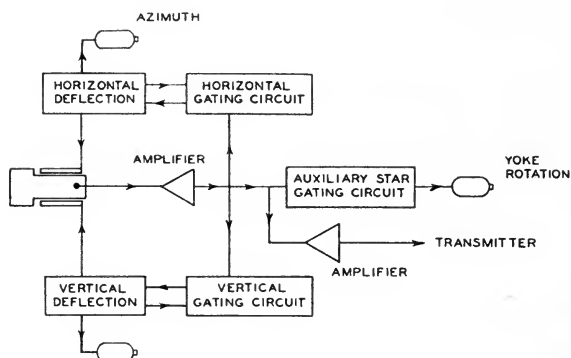 AZIMUTH
HORIZONTAL
DEFLECTION
HORIZONTAL
GATING CIRCUIT
AMPLIFIER
AUXILIARY STAR
GATING CIRCUIT
YOKE
ROTATION
TRANSMITTER
AMPLIFIER
VERTICAL
DEFLECTION
VERTICAL
GATING CIRCUIT